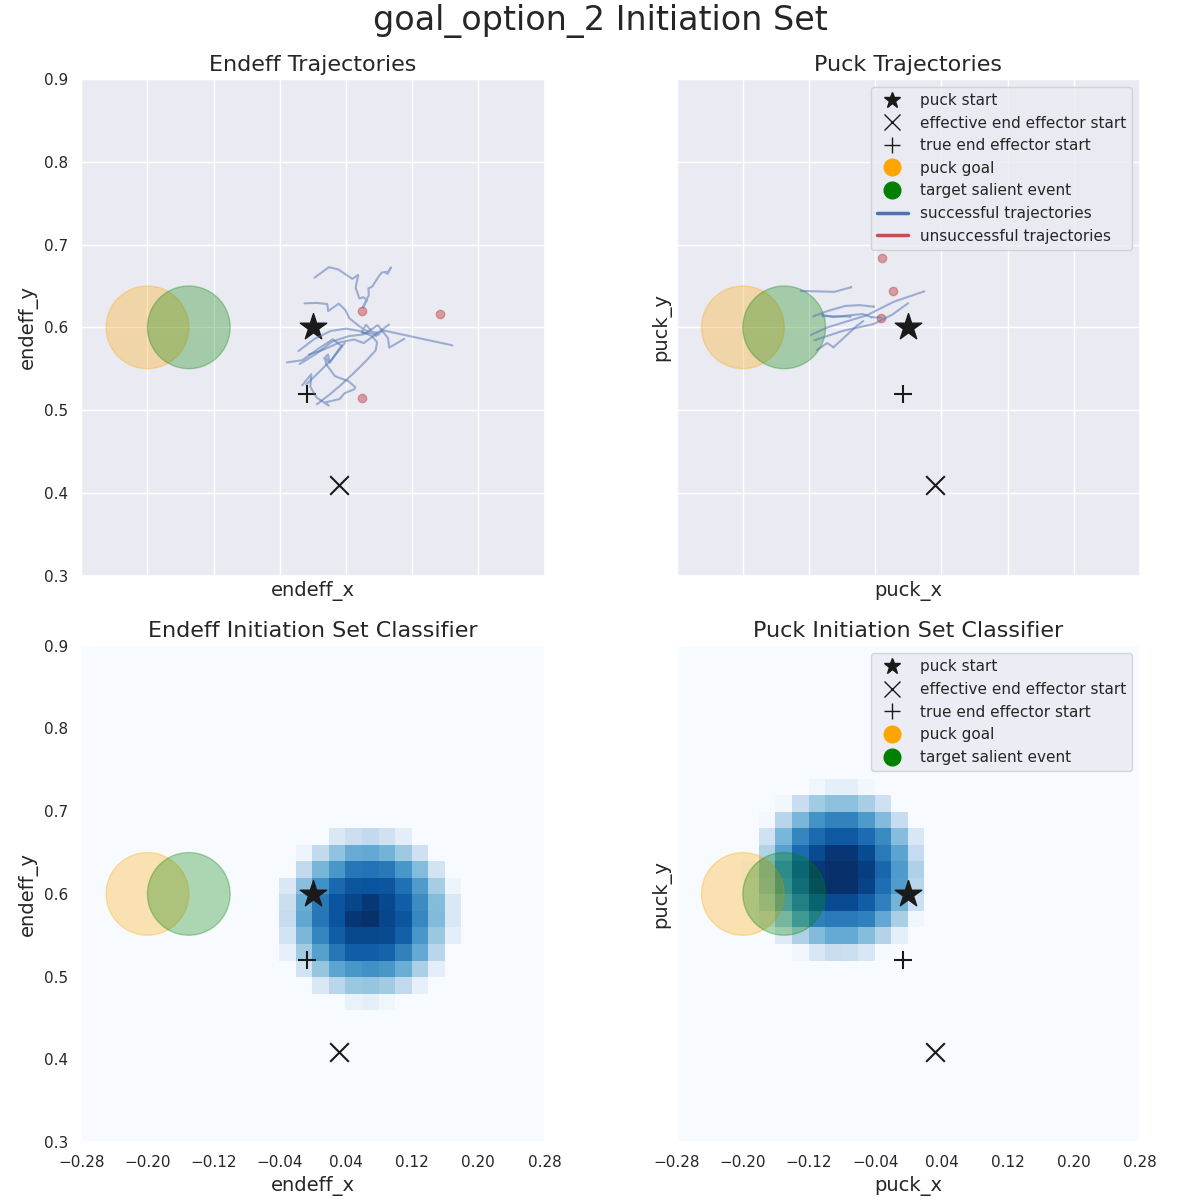 goal_option_2 Initiation Set
Endeff Trajectories
0.9
0.8
0.7
0.6
0.5
0.4
0.3
endeff_y
endeff_x
Puck Trajectories
puck start
effective end effector start
true end effector start
puck goal
target salient event
successful trajectories
unsuccessful trajectories
puck_y
puck_x
Endeff Initiation Set Classifier
0.9
0.8
0.7
0.6
0.5
0.4
0.3
endeff_y
−0.28 −0.20 −0.12 −0.04 0.04 0.12 0.20 0.28
endeff_x
Puck Initiation Set Classifier
puck start
effective end effector start
true end effector start
puck goal
target salient event
puck_y
−0.28 −0.20 −0.12 −0.04 0.04 0.12 0.20 0.28
puck_x